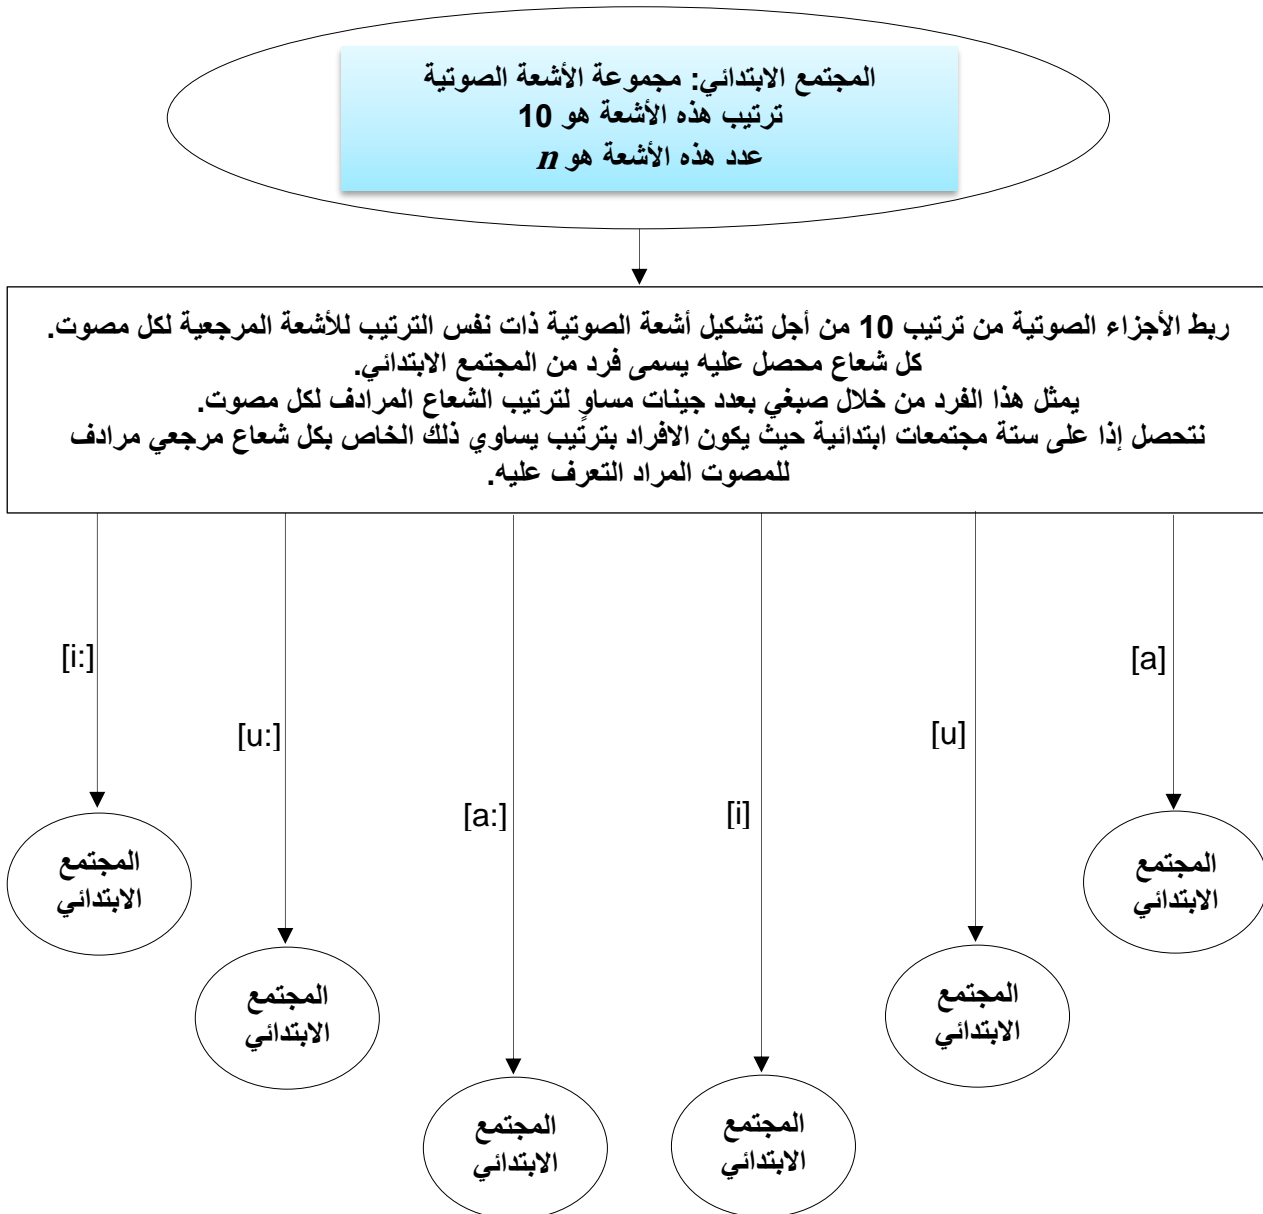 المجتمع الابتدائي: مجموعة الأشعة الصوتية
ترتيب هذه الأشعة هو 10
عدد هذه الأشعة هو n
ربط الأجزاء الصوتية من ترتيب 10 من أجل تشكيل أشعة الصوتية ذات نفس الترتيب للأشعة المرجعية لكل مصوت.
كل شعاع محصل عليه يسمى فرد من المجتمع الابتدائي.
يمثل هذا الفرد من خلال صبغي بعدد جينات مساوٍ لترتيب الشعاع المرادف لكل مصوت.
نتحصل إذا على ستة مجتمعات ابتدائية حيث يكون الافراد بترتيب يساوي ذلك الخاص بكل شعاع مرجعي مرادف
للمصوت المراد التعرف عليه.
[a]
[u]
[i]
[a:]
[u:]
[i:]
المجتمع
الابتدائي
المجتمع
الابتدائي
المجتمع
الابتدائي
المجتمع
الابتدائي
المجتمع
الابتدائي
المجتمع
الابتدائي